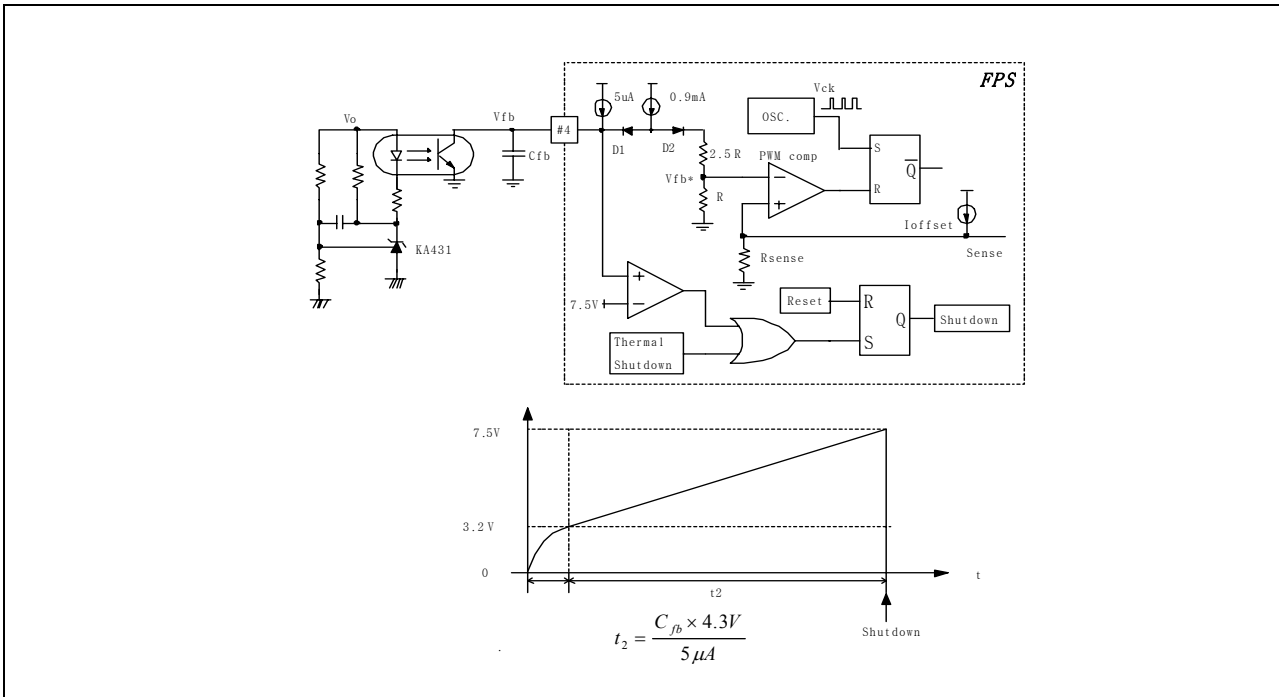 FPS
Vck
5uA
0.9mA
OSC.
Vo
Vfb
#4
Cfb
D1
D2
2.5R
PWM comp
S
Q
R
Vfb*
R
Ioffset
Sense
Rsense
KA431
7.5V
Reset
R
Q
S
Shutdown
Thermal
Shutdown
7.5V
3.2V
0
t
t2
Shutdown
t2 = Cfb × 4.3V / 5μA